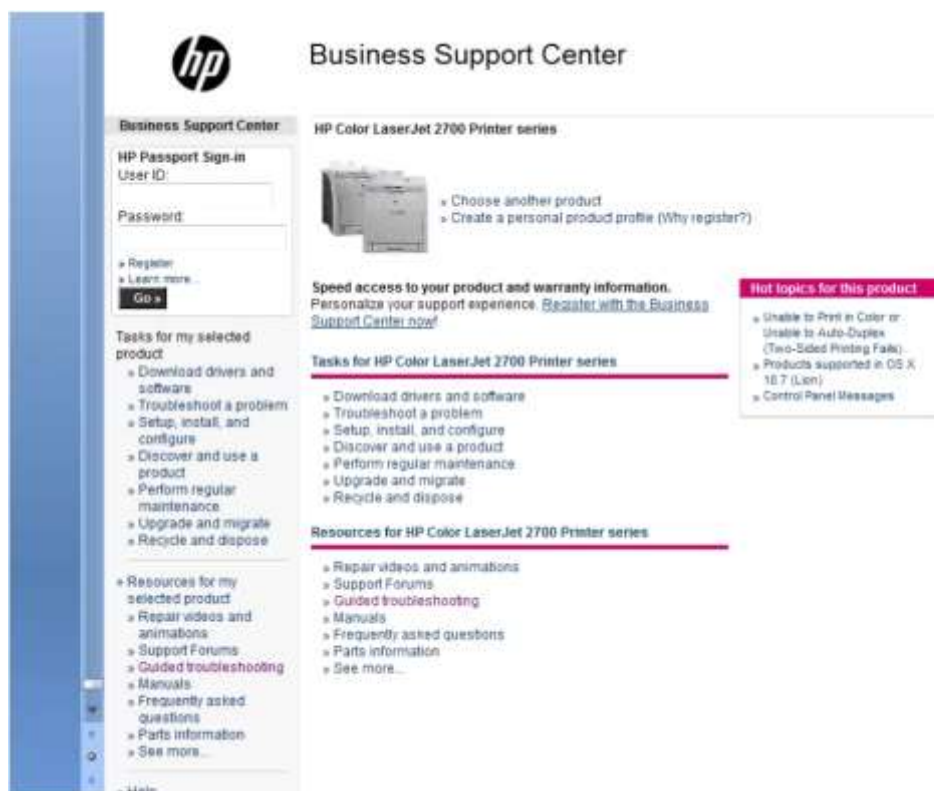 hp
Business Support Center
Business Support Center
HP Passport Sign-in
User ID:
Password:
» Register
» Learn more...
Go »
Tasks for my selected
product
» Download drivers and
software
» Troubleshoot a problem
» Setup, install, and
configure
» Discover and use a
product
» Perform regular
maintenance
» Upgrade and migrate
» Recycle and dispose
» Resources for my
selected product
» Repair videos and
animations
» Support Forums
» Guided troubleshooting
» Manuals
» Frequently asked
questions
» Parts information
» See more...
» Help
HP Color LaserJet 2700 Printer series
» Choose another product
» Create a personal product profile (Why register?)
Speed access to your product and warranty information.
Personalize your support experience. Register with the Business
Support Center now!
Tasks for HP Color LaserJet 2700 Printer series
» Download drivers and software
» Troubleshoot a problem
» Setup, install, and configure
» Discover and use a product
» Perform regular maintenance
» Upgrade and migrate
» Recycle and dispose
Resources for HP Color LaserJet 2700 Printer series
» Repair videos and animations
» Support Forums
» Guided troubleshooting
» Manuals
» Frequently asked questions
» Parts information
» See more...
Hot topics for this product
» Unable to Print in Color or
Unable to Auto-Duplex
(Two-Sided Printing Fails)
» Products supported in OS X
10.7 (Lion)
» Control Panel Messages